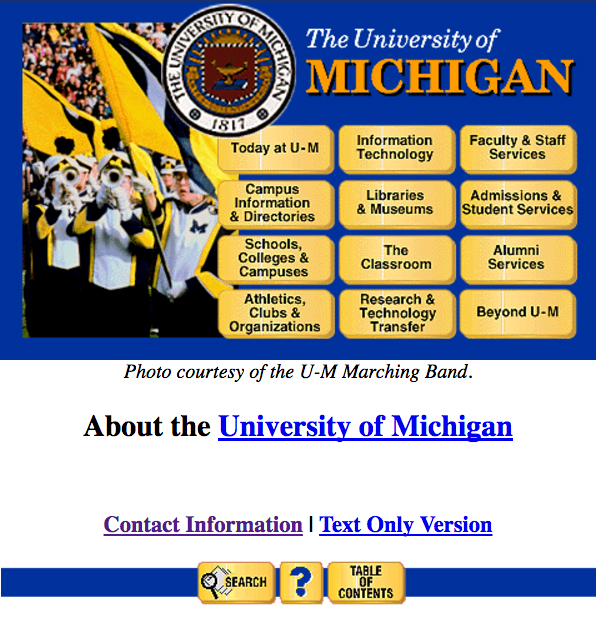 THE UNIVERSITY OF MICHIGAN
1817
The University of
MICHIGAN
Today at U-M
Information
Technology
Faculty & Staff
Services
Campus
Information
& Directories
Libraries
& Museums
Admissions &
Student Services
Schools,
Colleges &
Campuses
The
Classroom
Alumni
Services
Athletics,
Clubs &
Organizations
Research &
Technology
Transfer
Beyond U-M
M
Photo courtesy of the U-M Marching Band.
About the University of Michigan
Contact Information | Text Only Version
SEARCH
?
TABLE
OF
CONTENTS